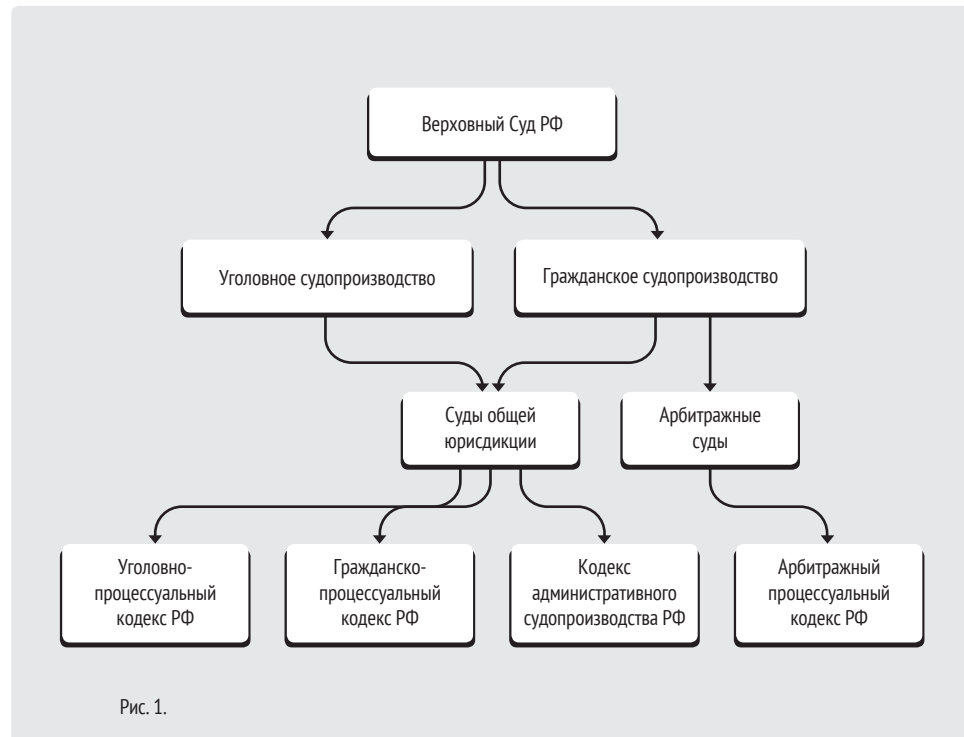 Верховный Суд РФ
Уголовное судопроизводство
Гражданское судопроизводство
Суды общей
юрисдикции
Арбитражные
суды
Уголовно-
процессуальный
кодекс РФ
Гражданско-
процессуальный
кодекс РФ
Кодекс
административного
судопроизводства РФ
Арбитражный
процессуальный
кодекс РФ
Рис. 1.